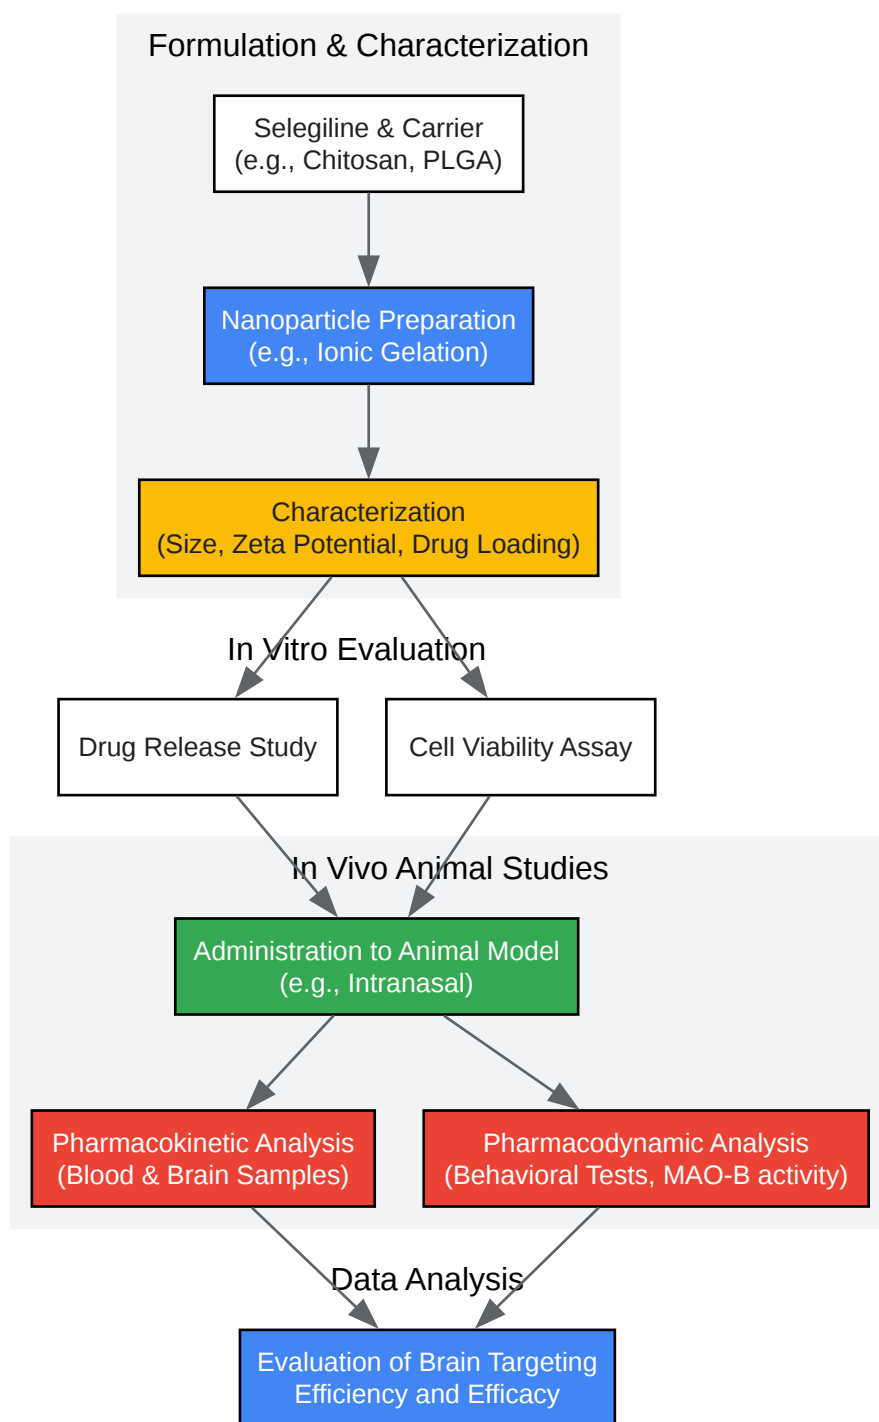 Formulation & Characterization
Selegiline & Carrier
(e.g., Chitosan, PLGA)
Nanoparticle Preparation
(e.g., Ionic Gelation)
Characterization
(Size, Zeta Potential, Drug Loading)
In Vitro Evaluation
Drug Release Study
Cell Viability Assay
In Vivo Animal Studies
Administration to Animal Model
(e.g., Intranasal)
Pharmacokinetic Analysis
(Blood & Brain Samples)
Pharmacodynamic Analysis
(Behavioral Tests, MAO-B activity)
Data Analysis
Evaluation of Brain Targeting
Efficiency and Efficacy